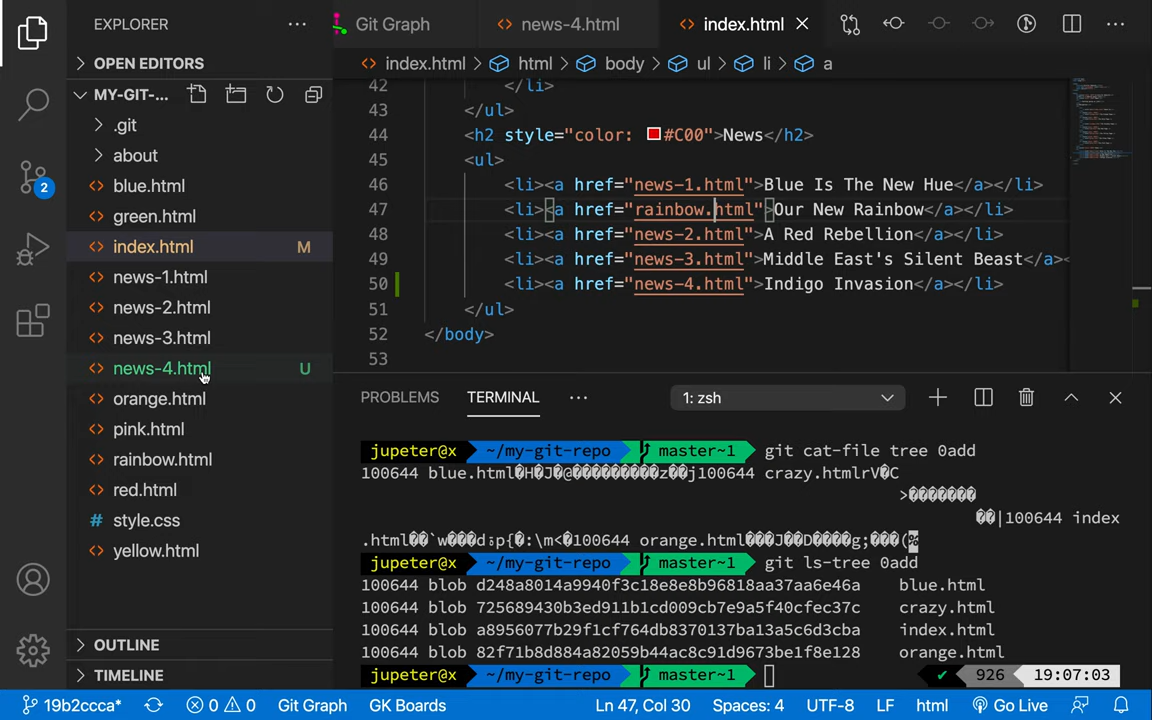 EXPLORER
OPEN EDITORS
MY-GIT-...
.git
about
blue.html
green.html
index.html M
news-1.html
news-2.html
news-3.html
news-4.html U
orange.html
pink.html
rainbow.html
red.html
style.css
yellow.html
OUTLINE
TIMELINE
2
Git Graph
news-4.html
index.html
index.html > html > body > ul > li > a
42 </li>
43 </ul>
44 <h2 style="color: #C00">News</h2>
45 <ul>
46 <li><a href="news-1.html">Blue Is The New Hue</a></li>
47 <li><a href="rainbow.html">Our New Rainbow</a></li>
48 <li><a href="news-2.html">A Red Rebellion</a></li>
49 <li><a href="news-3.html">Middle East's Silent Beast</a><
50 <li><a href="news-4.html">Indigo Invasion</a></li>
51 </ul>
52 </body>
53
PROBLEMS TERMINAL ... 1: zsh
jupeter@x ~/my-git-repo master~1 git cat-file tree 0add
100644 blue.html�H�J�@���������z��j100644 crazy.htmlrV�C
>�������
��|100644 index
.html��`w���d�p{�:\m<�100644 orange.html���J��D����g;���(%
jupeter@x ~/my-git-repo master~1 git ls-tree 0add
100644 blob d248a8014a9940f3c18e8e8b96818aa37aa6e46a blue.html
100644 blob 725689430b3ed911b1cd009cb7e9a5f40cfec37c crazy.html
100644 blob a8956077b29f1cf764db8370137ba13a5c6d3cba index.html
100644 blob 82f71b8d884a82059b44ac8c91d9673be1f8e128 orange.html
jupeter@x ~/my-git-repo master~1 ✔ 926 19:07:03
19b2ccca* 0 0 Git Graph GK Boards Ln 47, Col 30 Spaces: 4 UTF-8 LF html Go Live